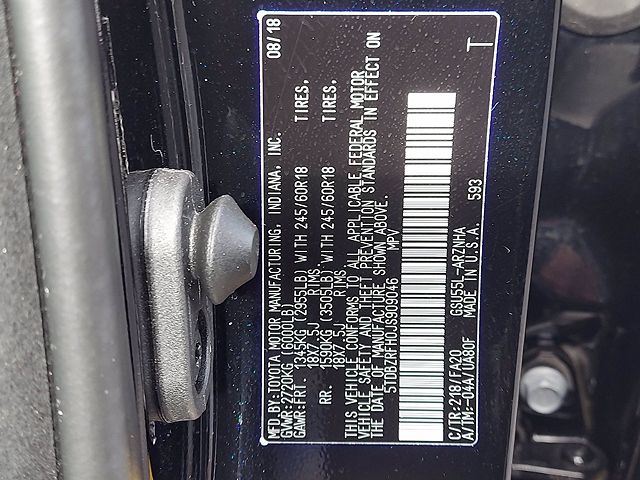 MFD.BY:TOYOTA MOTOR MANUFACTURING, INDIANA, INC. 08/18
GVWR:2720KG(6000LB)
GAWR:FRT. 1345KG(2955LB) WITH 245/60R18 TIRES,
18X7.5J RIMS
RR. 1590KG(3505LB) WITH 245/60R18 TIRES,
18X7.5J RIMS
THIS VEHICLE CONFORMS TO ALL APPLICABLE FEDERAL MOTOR
VEHICLE SAFETY AND THEFT PREVENTION STANDARDS IN EFFECT ON
THE DATE OF MANUFACTURE SHOWN ABOVE.
5TDBZRFH0JS909046 MPV
T
C/TR:218/FA20 GSU55L-ARZNHA 593
A/TM:-04A/UA80F MADE IN U.S.A.